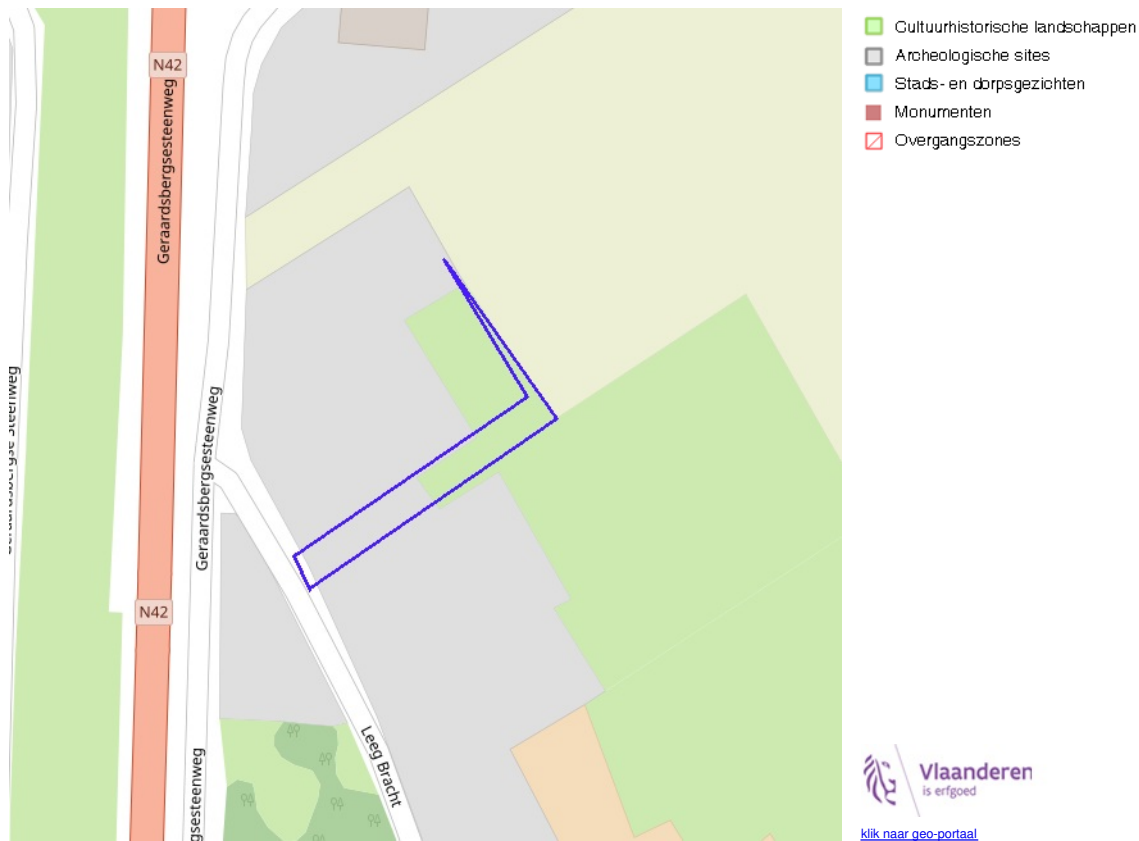 N42
Geraardsbergsesteenweg
Geraardsbergsesteenweg
N42
Leeg Bracht
gsesteenweg
Cultuurhistorische landschappen
Archeologische sites
Stads- en dorpsgezichten
Monumenten
Overgangszones
Vlaanderen
is erfgoed
klik naar geo-portaal